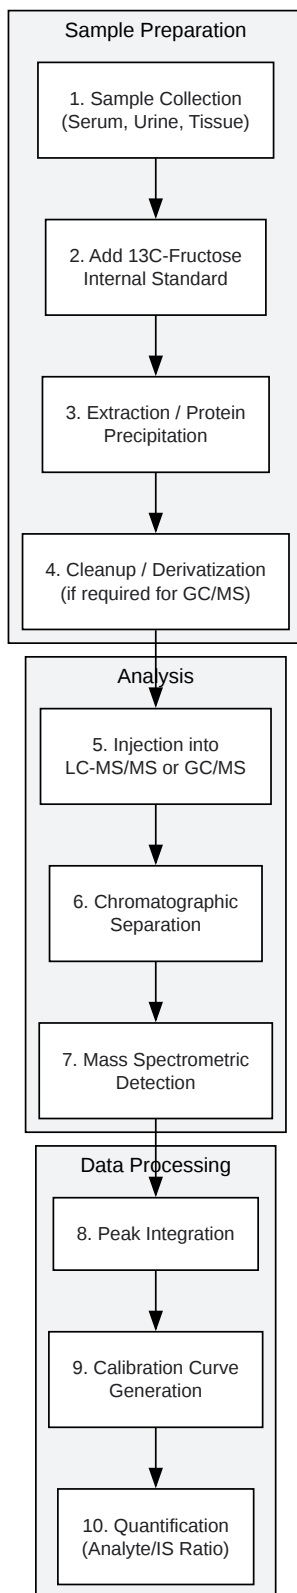 Sample Preparation
1. Sample Collection
(Serum, Urine, Tissue)
2. Add 13C-Fructose
Internal Standard
3. Extraction / Protein
Precipitation
4. Cleanup / Derivatization
(if required for GC/MS)
Analysis
5. Injection into
LC-MS/MS or GC/MS
6. Chromatographic
Separation
7. Mass Spectrometric
Detection
Data Processing
8. Peak Integration
9. Calibration Curve
Generation
10. Quantification
(Analyte/IS Ratio)